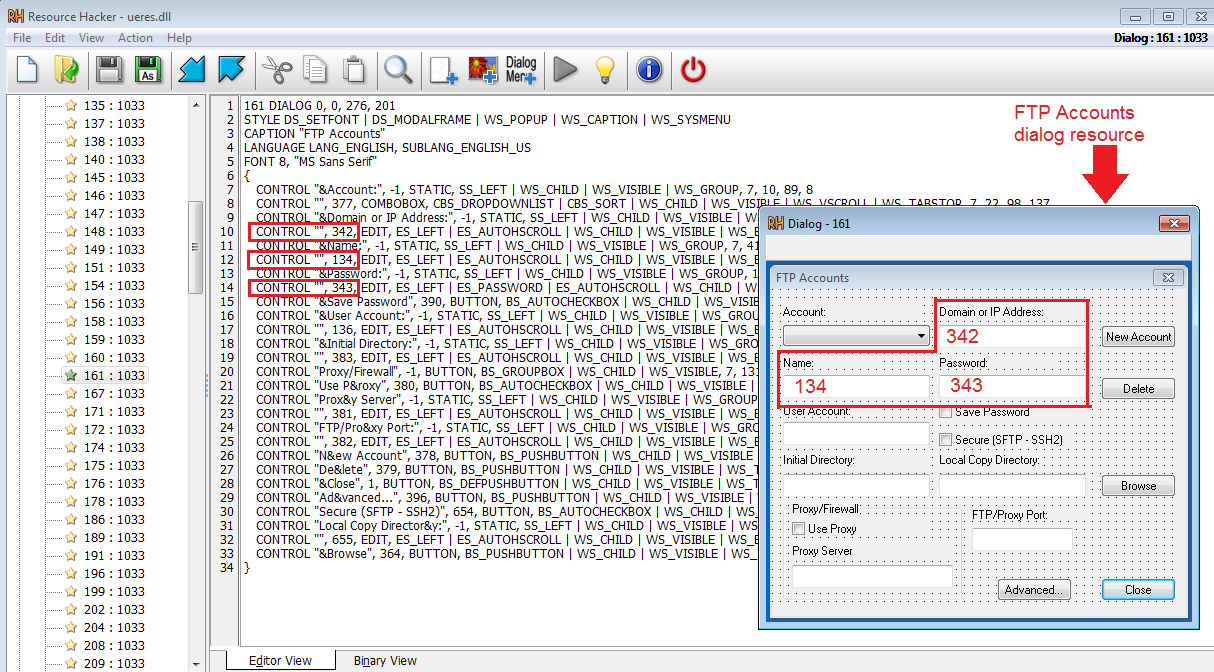 Resource Hacker - ueres.dll
File Edit View Action Help
Dialog : 161 : 1033
As
Dialog
Menu
135 : 1033
137 : 1033
138 : 1033
140 : 1033
145 : 1033
146 : 1033
147 : 1033
148 : 1033
149 : 1033
151 : 1033
154 : 1033
156 : 1033
158 : 1033
159 : 1033
160 : 1033
161 : 1033
167 : 1033
171 : 1033
172 : 1033
174 : 1033
175 : 1033
176 : 1033
178 : 1033
186 : 1033
189 : 1033
191 : 1033
196 : 1033
199 : 1033
202 : 1033
204 : 1033
208 : 1033
209 : 1033
1 161 DIALOG 0, 0, 276, 201
2 STYLE DS_SETFONT | DS_MODALFRAME | WS_POPUP | WS_CAPTION | WS_SYSMENU
3 CAPTION "FTP Accounts"
4 LANGUAGE LANG_ENGLISH, SUBLANG_ENGLISH_US
5 FONT 8, "MS Sans Serif"
6 {
7 CONTROL "&Account:", -1, STATIC, SS_LEFT | WS_CHILD | WS_VISIBLE | WS_GROUP, 7, 10, 89, 8
8 CONTROL "", 377, COMBOBOX, CBS_DROPDOWNLIST | CBS_SORT | WS_CHILD | WS_VISIBLE | WS_VSCROLL | WS_TABSTOP, 7, 22, 98, 137
9 CONTROL "&Domain or IP Address:", -1, STATIC, SS_LEFT | WS_CHILD | WS_VISIBLE | W
10 CONTROL "", 342, EDIT, ES_LEFT | ES_AUTOHSCROLL | WS_CHILD | WS_VISIBLE | W
11 CONTROL "&Name:", -1, STATIC, SS_LEFT | WS_CHILD | WS_VISIBLE | WS_GROUP, 7, 41
12 CONTROL "", 134, EDIT, ES_LEFT | ES_AUTOHSCROLL | WS_CHILD | WS_VISIBLE | W
13 CONTROL "&Password:", -1, STATIC, SS_LEFT | WS_CHILD | WS_VISIBLE | WS_GROUP, 1
14 CONTROL "", 343, EDIT, ES_LEFT | ES_PASSWORD | ES_AUTOHSCROLL | WS_CHILD | W
15 CONTROL "&Save Password", 390, BUTTON, BS_AUTOCHECKBOX | WS_CHILD | WS_VISIB
16 CONTROL "&User Account:", -1, STATIC, SS_LEFT | WS_CHILD | WS_VISIBLE | WS_GROU
17 CONTROL "", 136, EDIT, ES_LEFT | ES_AUTOHSCROLL | WS_CHILD | WS_VISIBLE | W
18 CONTROL "&Initial Directory:", -1, STATIC, SS_LEFT | WS_CHILD | WS_VISIBLE | WS_
19 CONTROL "", 383, EDIT, ES_LEFT | ES_AUTOHSCROLL | WS_CHILD | WS_VISIBLE | W
20 CONTROL "Proxy/Firewall", -1, BUTTON, BS_GROUPBOX | WS_CHILD | WS_VISIBLE, 7, 137
21 CONTROL "Use P&roxy", 380, BUTTON, BS_AUTOCHECKBOX | WS_CHILD | WS_VISIBLE
22 CONTROL "Prox&y Server", -1, STATIC, SS_LEFT | WS_CHILD | WS_VISIBLE | WS_GROUP
23 CONTROL "", 381, EDIT, ES_LEFT | ES_AUTOHSCROLL | WS_CHILD | WS_VISIBLE | W
24 CONTROL "FTP/Pro&xy Port:", -1, STATIC, SS_LEFT | WS_CHILD | WS_VISIBLE | WS_GRO
25 CONTROL "", 382, EDIT, ES_LEFT | ES_AUTOHSCROLL | WS_CHILD | WS_VISIBLE | W
26 CONTROL "N&ew Account", 378, BUTTON, BS_PUSHBUTTON | WS_CHILD | WS_VISIBLE
27 CONTROL "De&lete", 379, BUTTON, BS_PUSHBUTTON | WS_CHILD | WS_VISIBLE | WS_T
28 CONTROL "&Close", 1, BUTTON, BS_DEFPUSHBUTTON | WS_CHILD | WS_VISIBLE | WS_T
29 CONTROL "Ad&vanced...", 396, BUTTON, BS_PUSHBUTTON | WS_CHILD | WS_VISIBLE |
30 CONTROL "Secure (SFTP - SSH2)", 654, BUTTON, BS_AUTOCHECKBOX | WS_CHILD | WS
31 CONTROL "Local Copy Director&y:", -1, STATIC, SS_LEFT | WS_CHILD | WS_VISIBLE | WS
32 CONTROL "", 655, EDIT, ES_LEFT | ES_AUTOHSCROLL | WS_CHILD | WS_VISIBLE | W
33 CONTROL "&Browse", 364, BUTTON, BS_PUSHBUTTON | WS_CHILD | WS_VISIBLE | WS_
34 }
Editor View Binary View
FTP Accounts
dialog resource
Dialog - 161
FTP Accounts
Account: Domain or IP Address:
342 New Account
Name: Password:
134 343 Delete
User Account: Save Password
Secure (SFTP - SSH2)
Initial Directory: Local Copy Directory:
Browse
Proxy/Firewall FTP/Proxy Port:
Use Proxy
Proxy Server
Advanced... Close